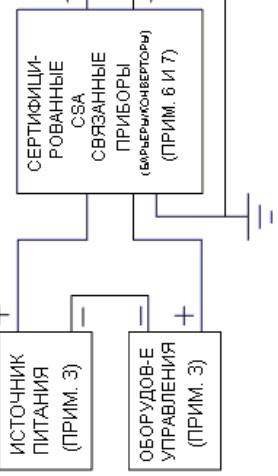 СЕРТИФИЦИ-
РОВАННЫЕ
CSA
СВЯЗАННЫЕ
ПРИБОРЫ
(БАРЬЕРЫ/КОНВЕРТОРЫ)
(ПРИМ. 6 И 7)
ИСТОЧНИК
ПИТАНИЯ
(ПРИМ. 3)
+
−
ОБОРУДОВ-Е
УПРАВЛЕНИЯ
(ПРИМ. 3)
−
+